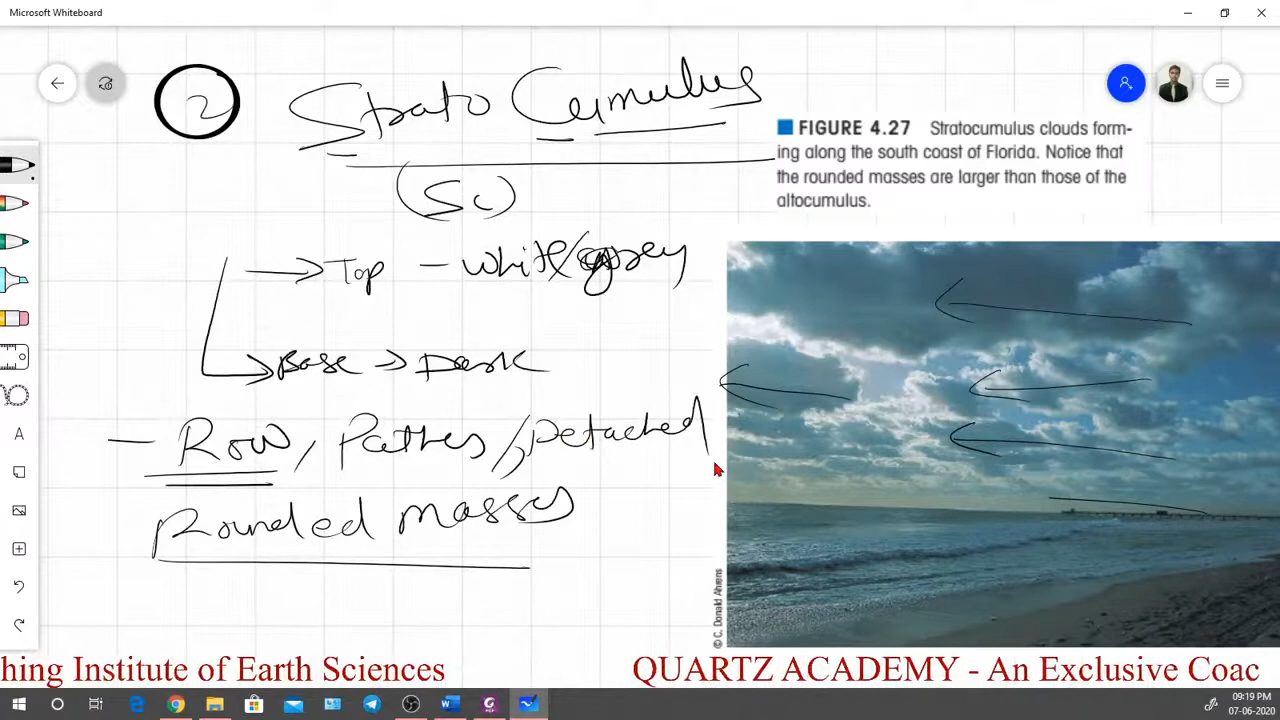 Microsoft Whiteboard
2
Strato Cumulus
(Sc)
→ Top - White/grey
→ Base → Dark
- Row, Pathes, Detached
Rounded masses
FIGURE 4.27 Stratocumulus clouds form-
ing along the south coast of Florida. Notice that
the rounded masses are larger than those of the
altocumulus.
© C. Donald Ahrens
A
hing Institute of Earth Sciences
QUARTZ ACADEMY - An Exclusive Coac
09:19 PM
07-06-2020